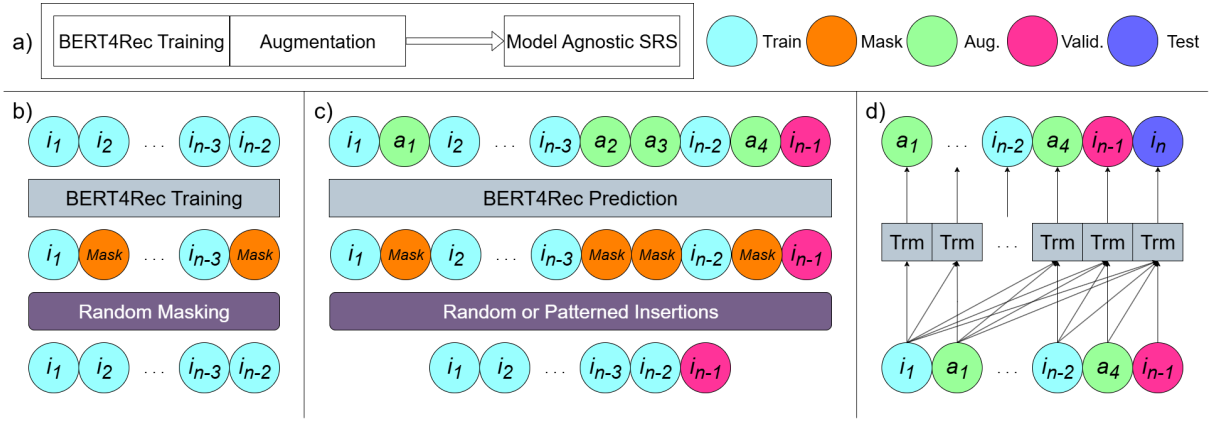 a) BERT4Rec Training Augmentation Model Agnostic SRS Train Mask Aug. Valid. Test
b)
i1 i2 . . . in-3 in-2
BERT4Rec Training
i1 Mask . . . in-3 Mask
Random Masking
i1 i2 . . . in-3 in-2
c)
i1 a1 i2 . . . in-3 a2 a3 in-2 a4 in-1
BERT4Rec Prediction
i1 Mask i2 . . . in-3 Mask Mask in-2 Mask in-1
Random or Patterned Insertions
i1 i2 . . . in-3 in-2 in-1
d)
a1 . . . in-2 a4 in-1 in
Trm Trm . . . Trm Trm Trm
i1 a1 . . . in-2 a4 in-1